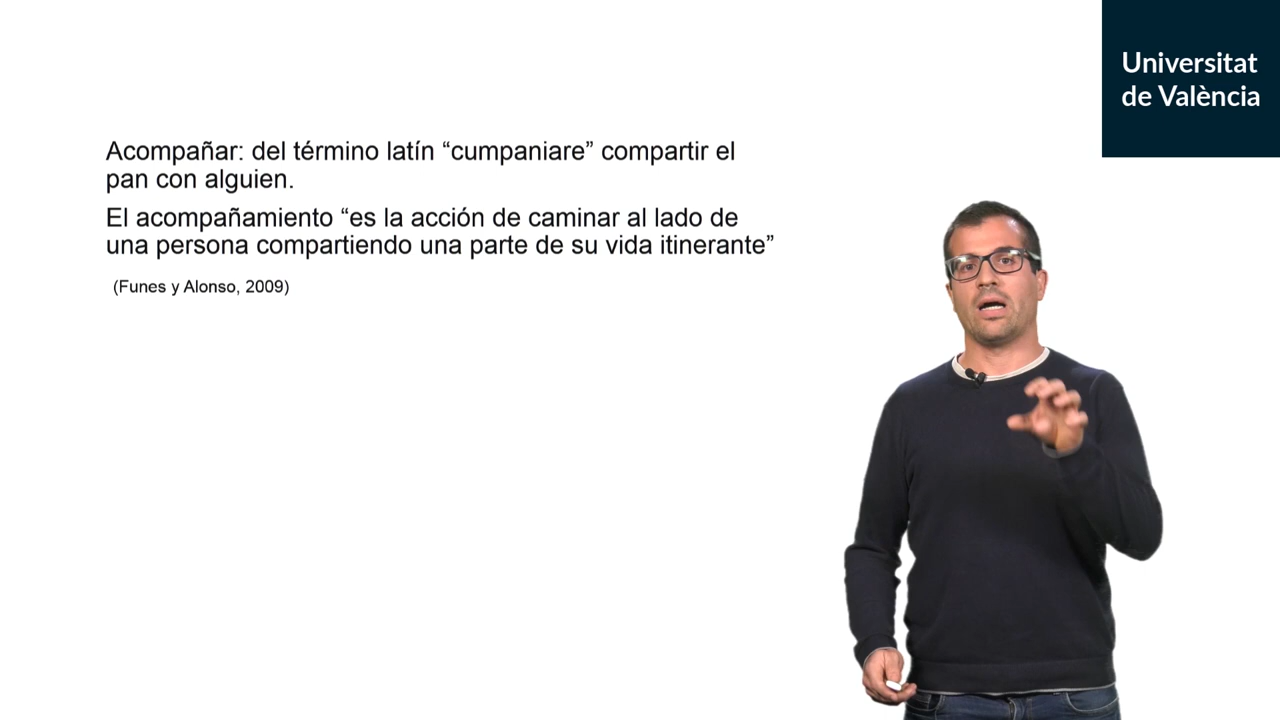 Universitat
de València
Acompañar: del término latín “cumpaniare” compartir el
pan con alguien.
El acompañamiento “es la acción de caminar al lado de
una persona compartiendo una parte de su vida itinerante”
(Funes y Alonso, 2009)